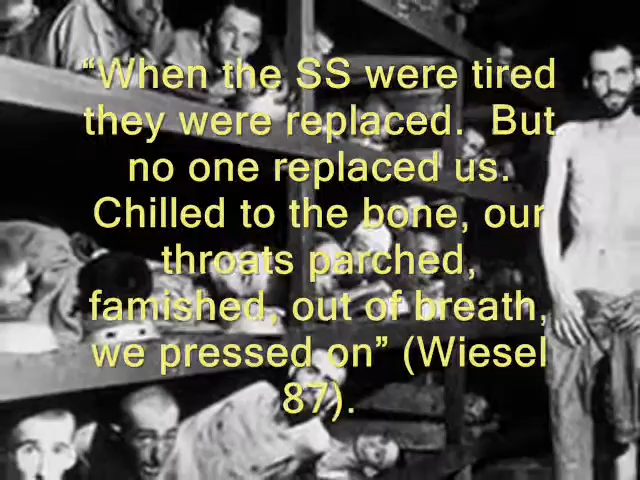 “When the SS were tired
they were replaced.  But
no one replaced us.
Chilled to the bone, our
throats parched,
famished, out of breath,
we pressed on” (Wiesel
87).